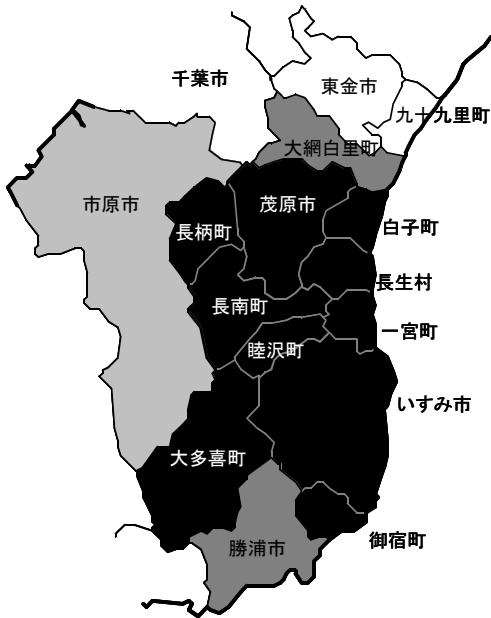 千葉市
東金市
九十九里町
大網白里町
市原市
茂原市
長柄町
白子町
長生村
長南町
一宮町
睦沢町
いすみ市
大多喜町
御宿町
勝浦市